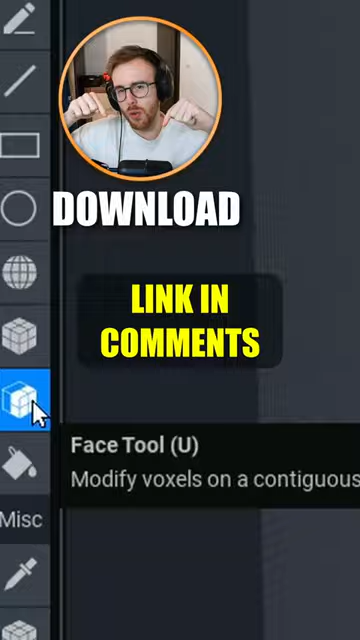 DOWNLOAD
LINK IN
COMMENTS
Face Tool (U)
Modify voxels on a contiguous
Misc